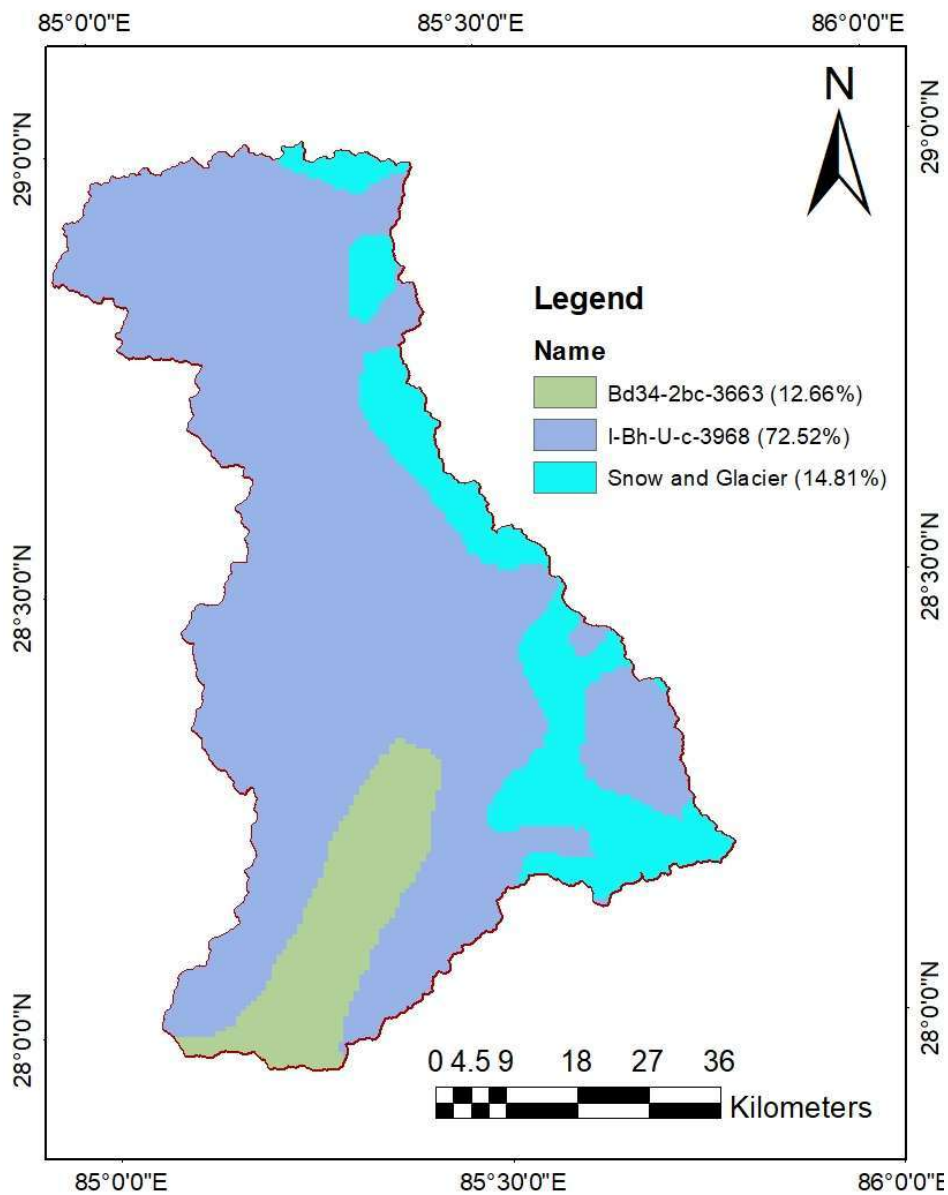 85°0'0"E 85°30'0"E 86°0'0"E
N
29°0'0"N 29°0'0"N
Legend
Name
Bd34-2bc-3663 (12.66%)
I-Bh-U-c-3968 (72.52%)
Snow and Glacier (14.81%)
28°30'0"N 28°30'0"N
28°0'0"N 28°0'0"N
0 4.5 9 18 27 36
Kilometers
85°0'0"E 85°30'0"E 86°0'0"E